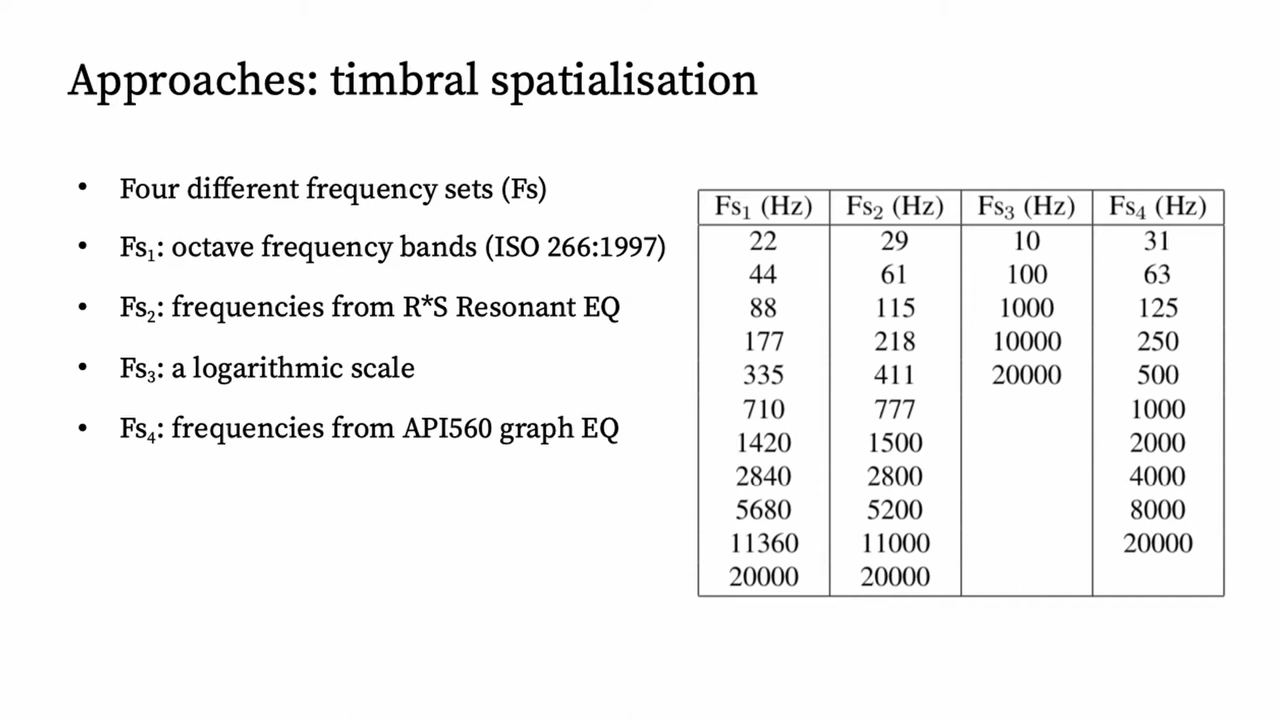 Approaches: timbral spatialisation
• Four different frequency sets (Fs)
• Fs₁: octave frequency bands (ISO 266:1997)
• Fs₂: frequencies from R*S Resonant EQ
• Fs₃: a logarithmic scale
• Fs₄: frequencies from API560 graph EQ
Fs₁ (Hz) Fs₂ (Hz) Fs₃ (Hz) Fs₄ (Hz)
22 29 10 31
44 61 100 63
88 115 1000 125
177 218 10000 250
335 411 20000 500
710 777 1000
1420 1500 2000
2840 2800 4000
5680 5200 8000
11360 11000 20000
20000 20000